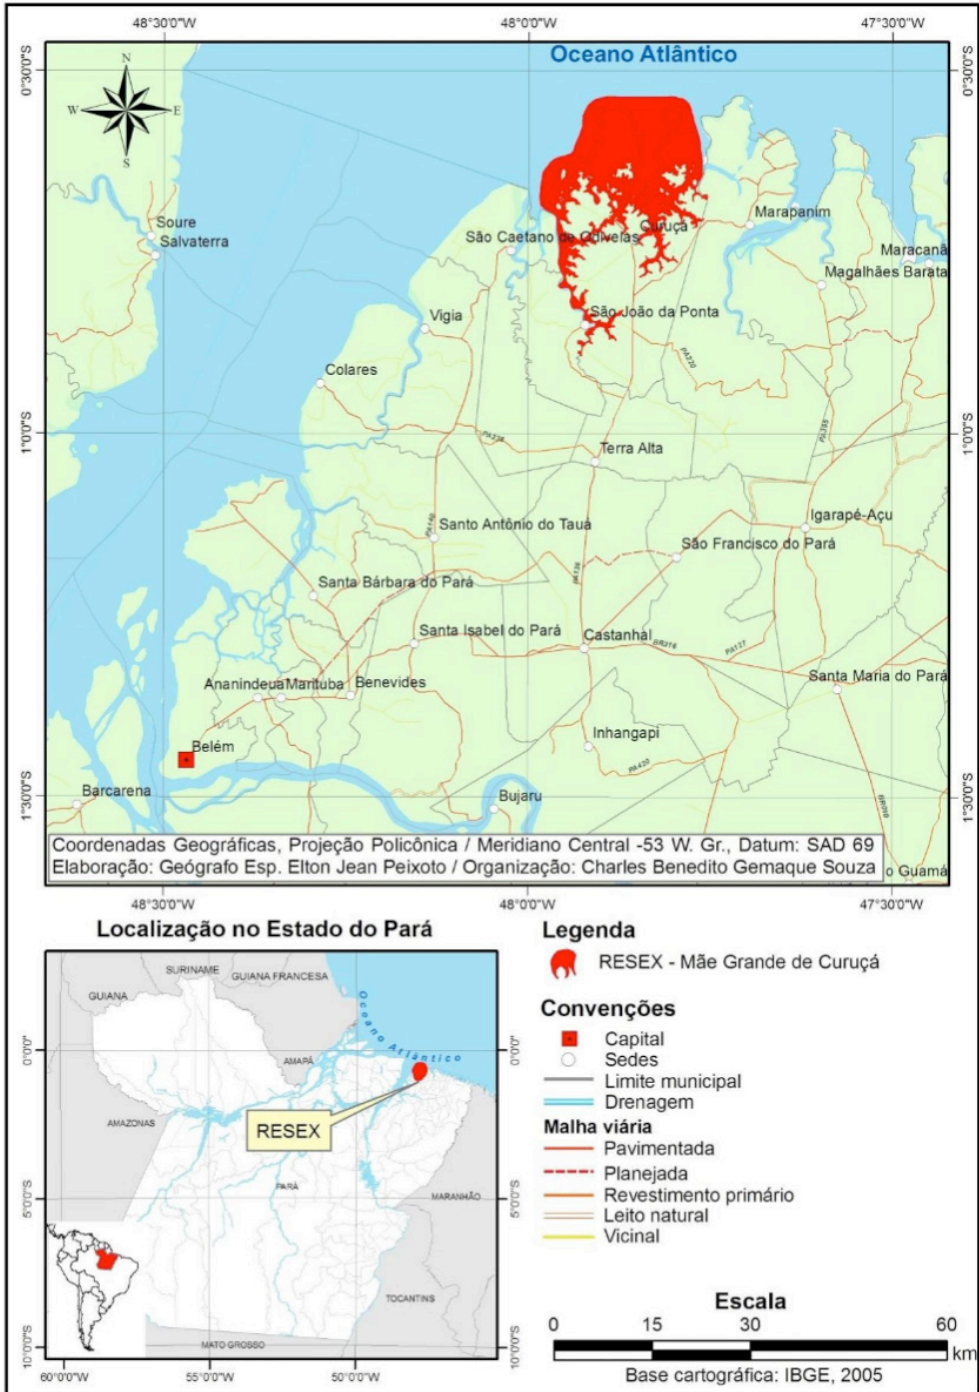 48°30'0"W 48°0'0"W 47°30'0"W
Oceano Atlântico
0°30'0"S 0°30'0"S
N
W E
S
Soure
Salvaterra
São Caetano de Odivelas
Curuçá
Marapanim
Maracanã
Magalhães Barata
Vigia
São João da Ponta
PA220
Colares
1°0'0"S 1°0'0"S
PA395
Terra Alta
PA140
Santo Antônio do Tauá
Igarapé-Açu
São Francisco do Pará
PA136
Santa Bárbara do Pará
Santa Isabel do Pará
Castanhal
BR316
PA127
Ananindeua Marituba Benevides
Santa Maria do Pará
Belém
Inhangapi
PA420
Barcarena
Bujaru
BR010
1°30'0"S 1°30'0"S
Coordenadas Geográficas, Projeção Policônica / Meridiano Central -53 W. Gr., Datum: SAD 69
Elaboração: Geógrafo Esp. Elton Jean Peixoto / Organização: Charles Benedito Gemaque Souza
o Guamá
48°30'0"W 48°0'0"W 47°30'0"W
Localização no Estado do Pará
SURINAME
GUIANA FRANCESA
GUIANA
Oceano Atlântico
0°0'0" 0°0'0"
AMAPÁ
AMAZONAS
RESEX
PARÁ
MARANHÃO
5°0'0"S 5°0'0"S
TOCANTINS
MATO GROSSO
10°0'0"S 10°0'0"S
60°0'0"W 55°0'0"W 50°0'0"W
Legenda
RESEX - Mãe Grande de Curuçá
Convenções
Capital
Sedes
Limite municipal
Drenagem
Malha viária
Pavimentada
Planejada
Revestimento primário
Leito natural
Vicinal
Escala
0 15 30 60
km
Base cartográfica: IBGE, 2005